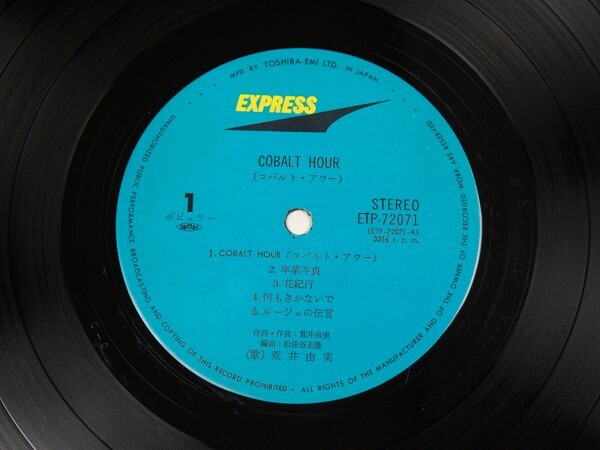 MFD BY TOSHIBA-EMI LTD. IN JAPAN
EXPRESS
COBALT HOUR
(コバルト・アワー)
1
ポピュラー
STEREO
ETP-72071
(ETP-72071-A)
33⅓ r.p.m.
1. COBALT HOUR (コバルト・アワー)
2. 卒業写真
3. 花紀行
4. 何もきかないで
5. ルージュの伝言
作詩・作曲：荒井由実
編曲：松任谷正隆
(歌) 荒井由実
UNAUTHORIZED PUBLIC PERFORMANCE, BROADCASTING AND COPYING OF THIS RECORD PROHIBITED • ALL RIGHTS OF THE MANUFACTURER AND OF THE OWNER OF THE RECORDED WORK ARE RESERVED